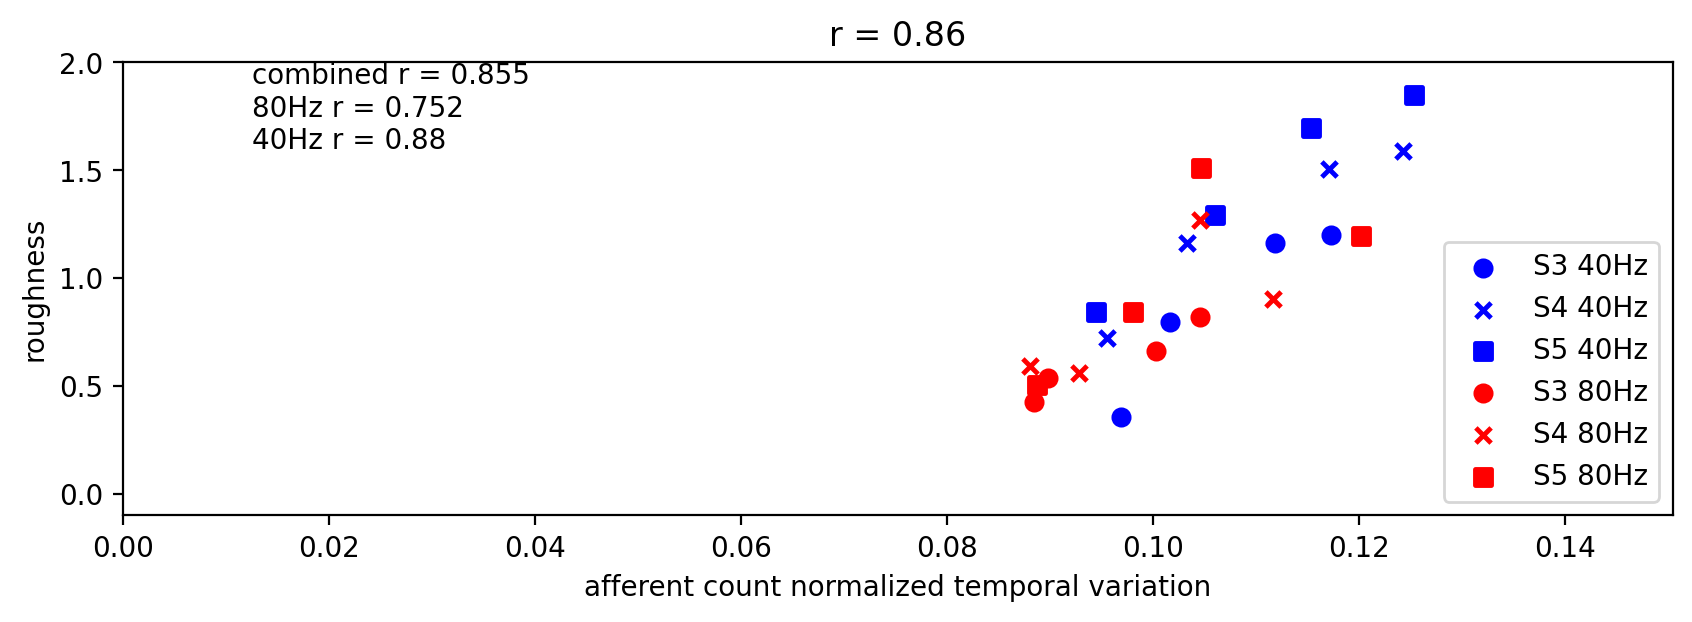 r = 0.86
combined r = 0.855
80Hz r = 0.752
40Hz r = 0.88
roughness
2.0
1.5
1.0
0.5
0.0
0.00 0.02 0.04 0.06 0.08 0.10 0.12 0.14
afferent count normalized temporal variation
S3 40Hz
S4 40Hz
S5 40Hz
S3 80Hz
S4 80Hz
S5 80Hz